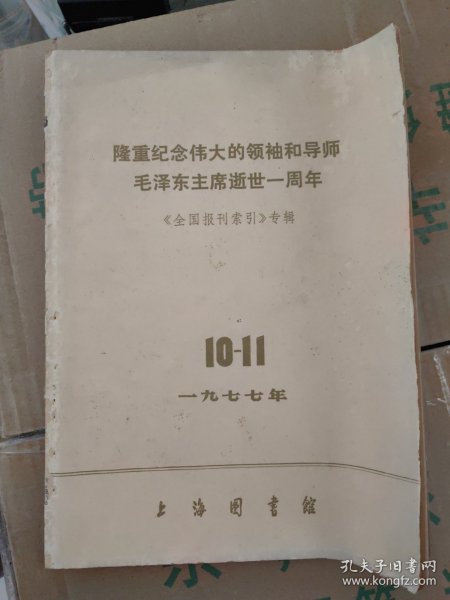 隆重纪念伟大的领袖和导师
毛泽东主席逝世一周年
《全国报刊索引》专辑
10-11
一九七七年
上海图书馆
孔夫子旧书网
www.kongfz.com